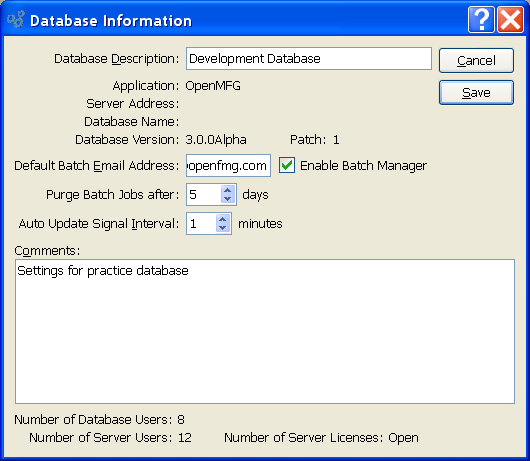 Database Information
Database Description: Development Database
Cancel
Application: OpenMFG
Save
Server Address:
Database Name:
Database Version: 3.0.0Alpha Patch: 1
Default Batch Email Address: openfmg.com Enable Batch Manager
Purge Batch Jobs after: 5 days
Auto Update Signal Interval: 1 minutes
Comments:
Settings for practice database
Number of Database Users: 8
Number of Server Users: 12 Number of Server Licenses: Open